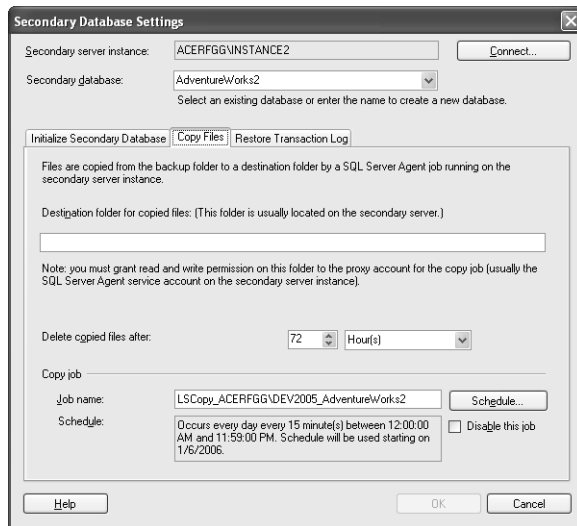 Secondary Database Settings
Secondary server instance: ACERFGG\INSTANCE2 Connect...
Secondary database: AdventureWorks2
Select an existing database or enter the name to create a new database.
Initialize Secondary Database Copy Files Restore Transaction Log
Files are copied from the backup folder to a destination folder by a SQL Server Agent job running on the
secondary server instance.
Destination folder for copied files: (This folder is usually located on the secondary server.)
Note: you must grant read and write permission on this folder to the proxy account for the copy job (usually the
SQL Server Agent service account on the secondary server instance).
Delete copied files after: 72 Hour(s)
Copy job
Job name: LSCopy_ACERFGG\DEV2005_AdventureWorks2 Schedule...
Schedule: Occurs every day every 15 minute(s) between 12:00:00 Disable this job
AM and 11:59:00 PM. Schedule will be used starting on
1/6/2006.
Help OK Cancel